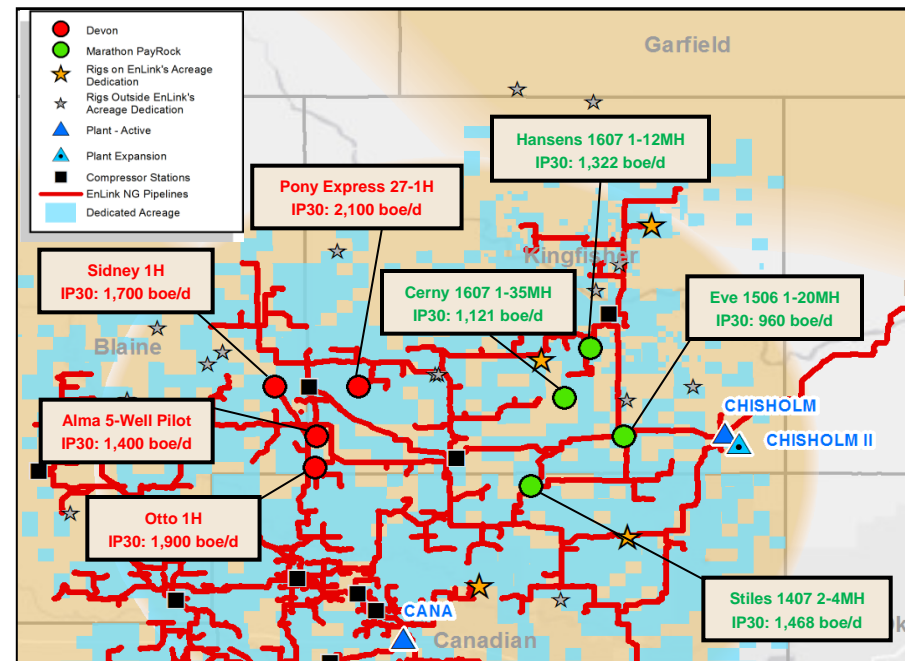 Devon
Marathon PayRock
Rigs on EnLink's Acreage
Dedication
Rigs Outside EnLink's
Acreage Dedication
Plant - Active
Plant Expansion
Compressor Stations
EnLink NG Pipelines
Dedicated Acreage
Garfield
Hansens 1607 1-12MH
IP30: 1,322 boe/d
Pony Express 27-1H
IP30: 2,100 boe/d
Kingfisher
Sidney 1H
IP30: 1,700 boe/d
Cerny 1607 1-35MH
IP30: 1,121 boe/d
Eve 1506 1-20MH
IP30: 960 boe/d
Blaine
Alma 5-Well Pilot
IP30: 1,400 boe/d
CHISHOLM
CHISHOLM II
Otto 1H
IP30: 1,900 boe/d
Stiles 1407 2-4MH
IP30: 1,468 boe/d
CANA
Canadian